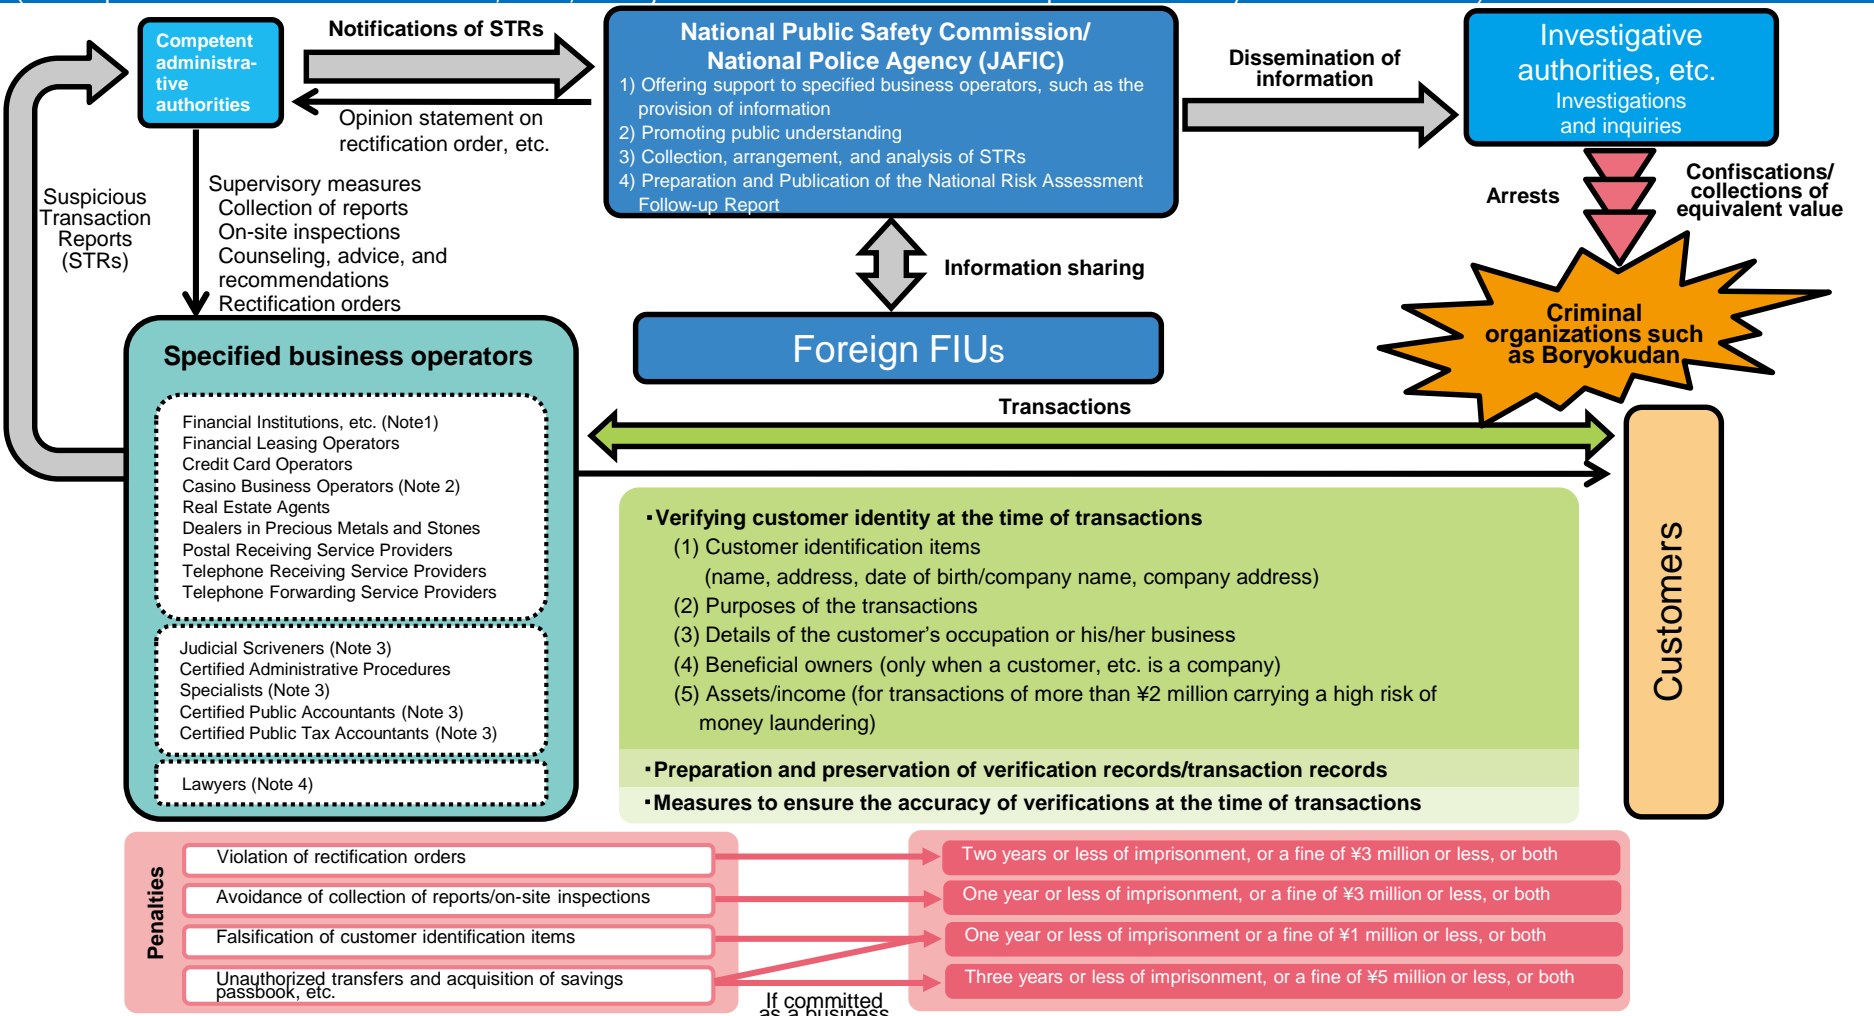 Competent
administra-
tive
authorities
Notifications of STRs
Opinion statement on
rectification order, etc.
National Public Safety Commission/
National Police Agency (JAFIC)
1) Offering support to specified business operators, such as the
provision of information
2) Promoting public understanding
3) Collection, arrangement, and analysis of STRs
4) Preparation and Publication of the National Risk Assessment
Follow-up Report
Dissemination of
information
Investigative
authorities, etc.
Investigations
and inquiries
Arrests
Confiscations/
collections of
equivalent value
Suspicious
Transaction
Reports
(STRs)
Supervisory measures
Collection of reports
On-site inspections
Counseling, advice, and
recommendations
Rectification orders
Information sharing
Foreign FIUs
Criminal
organizations such
as Boryokudan
Specified business operators
Financial Institutions, etc. (Note1)
Financial Leasing Operators
Credit Card Operators
Casino Business Operators (Note 2)
Real Estate Agents
Dealers in Precious Metals and Stones
Postal Receiving Service Providers
Telephone Receiving Service Providers
Telephone Forwarding Service Providers
Judicial Scriveners (Note 3)
Certified Administrative Procedures
Specialists (Note 3)
Certified Public Accountants (Note 3)
Certified Public Tax Accountants (Note 3)
Lawyers (Note 4)
Transactions
Customers
・Verifying customer identity at the time of transactions
(1) Customer identification items
(name, address, date of birth/company name, company address)
(2) Purposes of the transactions
(3) Details of the customer’s occupation or his/her business
(4) Beneficial owners (only when a customer, etc. is a company)
(5) Assets/income (for transactions of more than ¥2 million carrying a high risk of
money laundering)
・Preparation and preservation of verification records/transaction records
・Measures to ensure the accuracy of verifications at the time of transactions
Penalties
Violation of rectification orders
Two years or less of imprisonment, or a fine of ¥3 million or less, or both
Avoidance of collection of reports/on-site inspections
One year or less of imprisonment, or a fine of ¥3 million or less, or both
Falsification of customer identification items
One year or less of imprisonment or a fine of ¥1 million or less, or both
Unauthorized transfers and acquisition of savings
passbook, etc.
Three years or less of imprisonment, or a fine of ¥5 million or less, or both
If committed
as a business